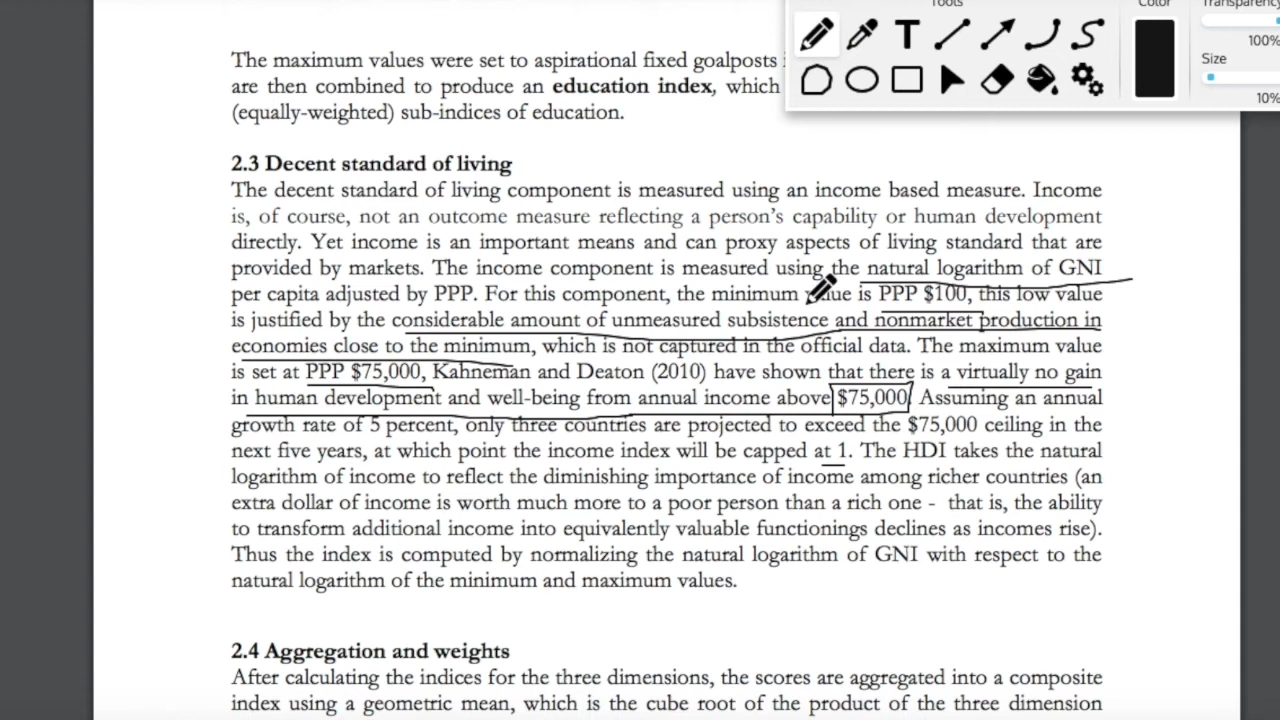 Tools
Color
Transparency
100%
Size
10%
The maximum values were set to aspirational fixed goalposts
are then combined to produce an education index, which
(equally-weighted) sub-indices of education.
2.3 Decent standard of living
The decent standard of living component is measured using an income based measure. Income
is, of course, not an outcome measure reflecting a person's capability or human development
directly. Yet income is an important means and can proxy aspects of living standard that are
provided by markets. The income component is measured using the natural logarithm of GNI
per capita adjusted by PPP. For this component, the minimum value is PPP $100, this low value
is justified by the considerable amount of unmeasured subsistence and nonmarket production in
economies close to the minimum, which is not captured in the official data. The maximum value
is set at PPP $75,000, Kahneman and Deaton (2010) have shown that there is a virtually no gain
in human development and well-being from annual income above $75,000. Assuming an annual
growth rate of 5 percent, only three countries are projected to exceed the $75,000 ceiling in the
next five years, at which point the income index will be capped at 1. The HDI takes the natural
logarithm of income to reflect the diminishing importance of income among richer countries (an
extra dollar of income is worth much more to a poor person than a rich one - that is, the ability
to transform additional income into equivalently valuable functionings declines as incomes rise).
Thus the index is computed by normalizing the natural logarithm of GNI with respect to the
natural logarithm of the minimum and maximum values.
2.4 Aggregation and weights
After calculating the indices for the three dimensions, the scores are aggregated into a composite
index using a geometric mean, which is the cube root of the product of the three dimension